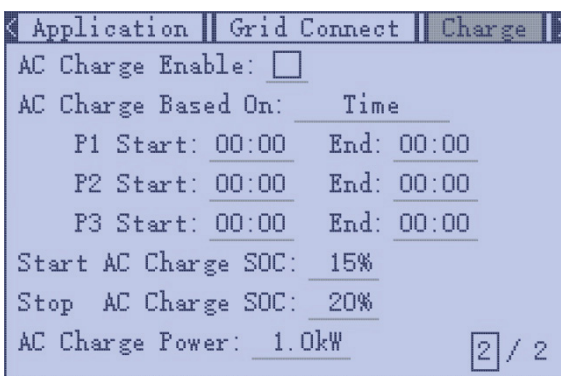 Application Grid Connect Charge
AC Charge Enable:
AC Charge Based On: Time
P1 Start: 00:00 End: 00:00
P2 Start: 00:00 End: 00:00
P3 Start: 00:00 End: 00:00
Start AC Charge SOC: 15%
Stop AC Charge SOC: 20%
AC Charge Power: 1.0kW
2 / 2